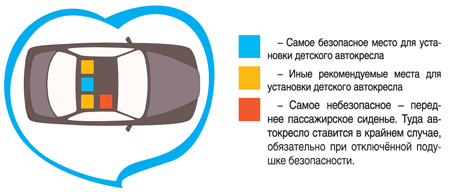 – Самое безопасное место для уста-
новки детского автокресла
– Иные рекомендуемые места для
установки детского автокресла
– Самое небезопасное – перед-
нее пассажирское сиденье. Туда ав-
токресло ставится в крайнем случае,
обязательно при отключённой поду-
шке безопасности.